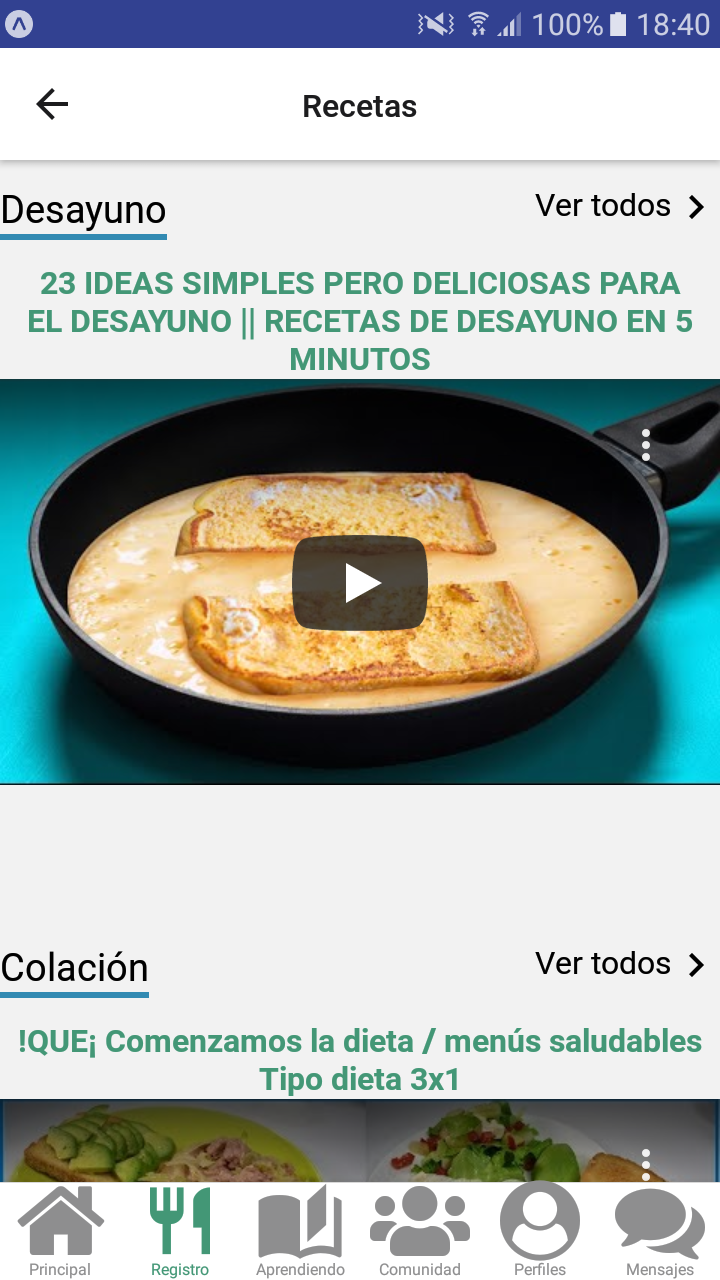 100% 18:40
Recetas
Desayuno
Ver todos
23 IDEAS SIMPLES PERO DELICIOSAS PARA
EL DESAYUNO || RECETAS DE DESAYUNO EN 5
MINUTOS
Colación
Ver todos
!QUE¡ Comenzamos la dieta / menús saludables
Tipo dieta 3x1
Principal
Registro
Aprendiendo
Comunidad
Perfiles
Mensajes